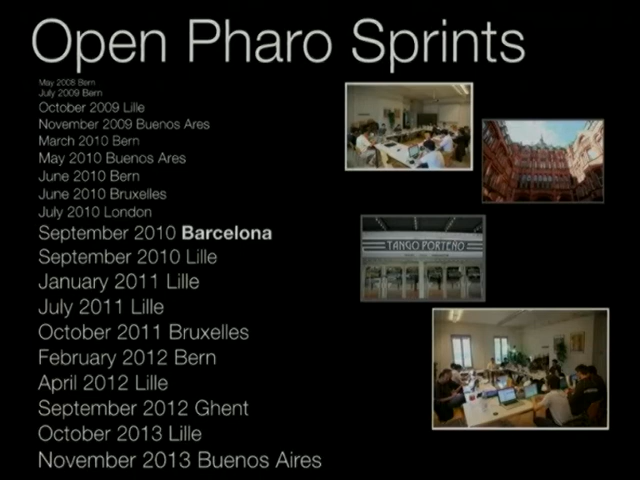 Open Pharo Sprints
May 2008 Bern
July 2009 Bern
October 2009 Lille
November 2009 Buenos Ares
March 2010 Bern
May 2010 Buenos Ares
June 2010 Bern
June 2010 Bruxelles
July 2010 London
September 2010 Barcelona
September 2010 Lille
January 2011 Lille
July 2011 Lille
October 2011 Bruxelles
February 2012 Bern
April 2012 Lille
September 2012 Ghent
October 2013 Lille
November 2013 Buenos Aires
TANGO PORTEÑO